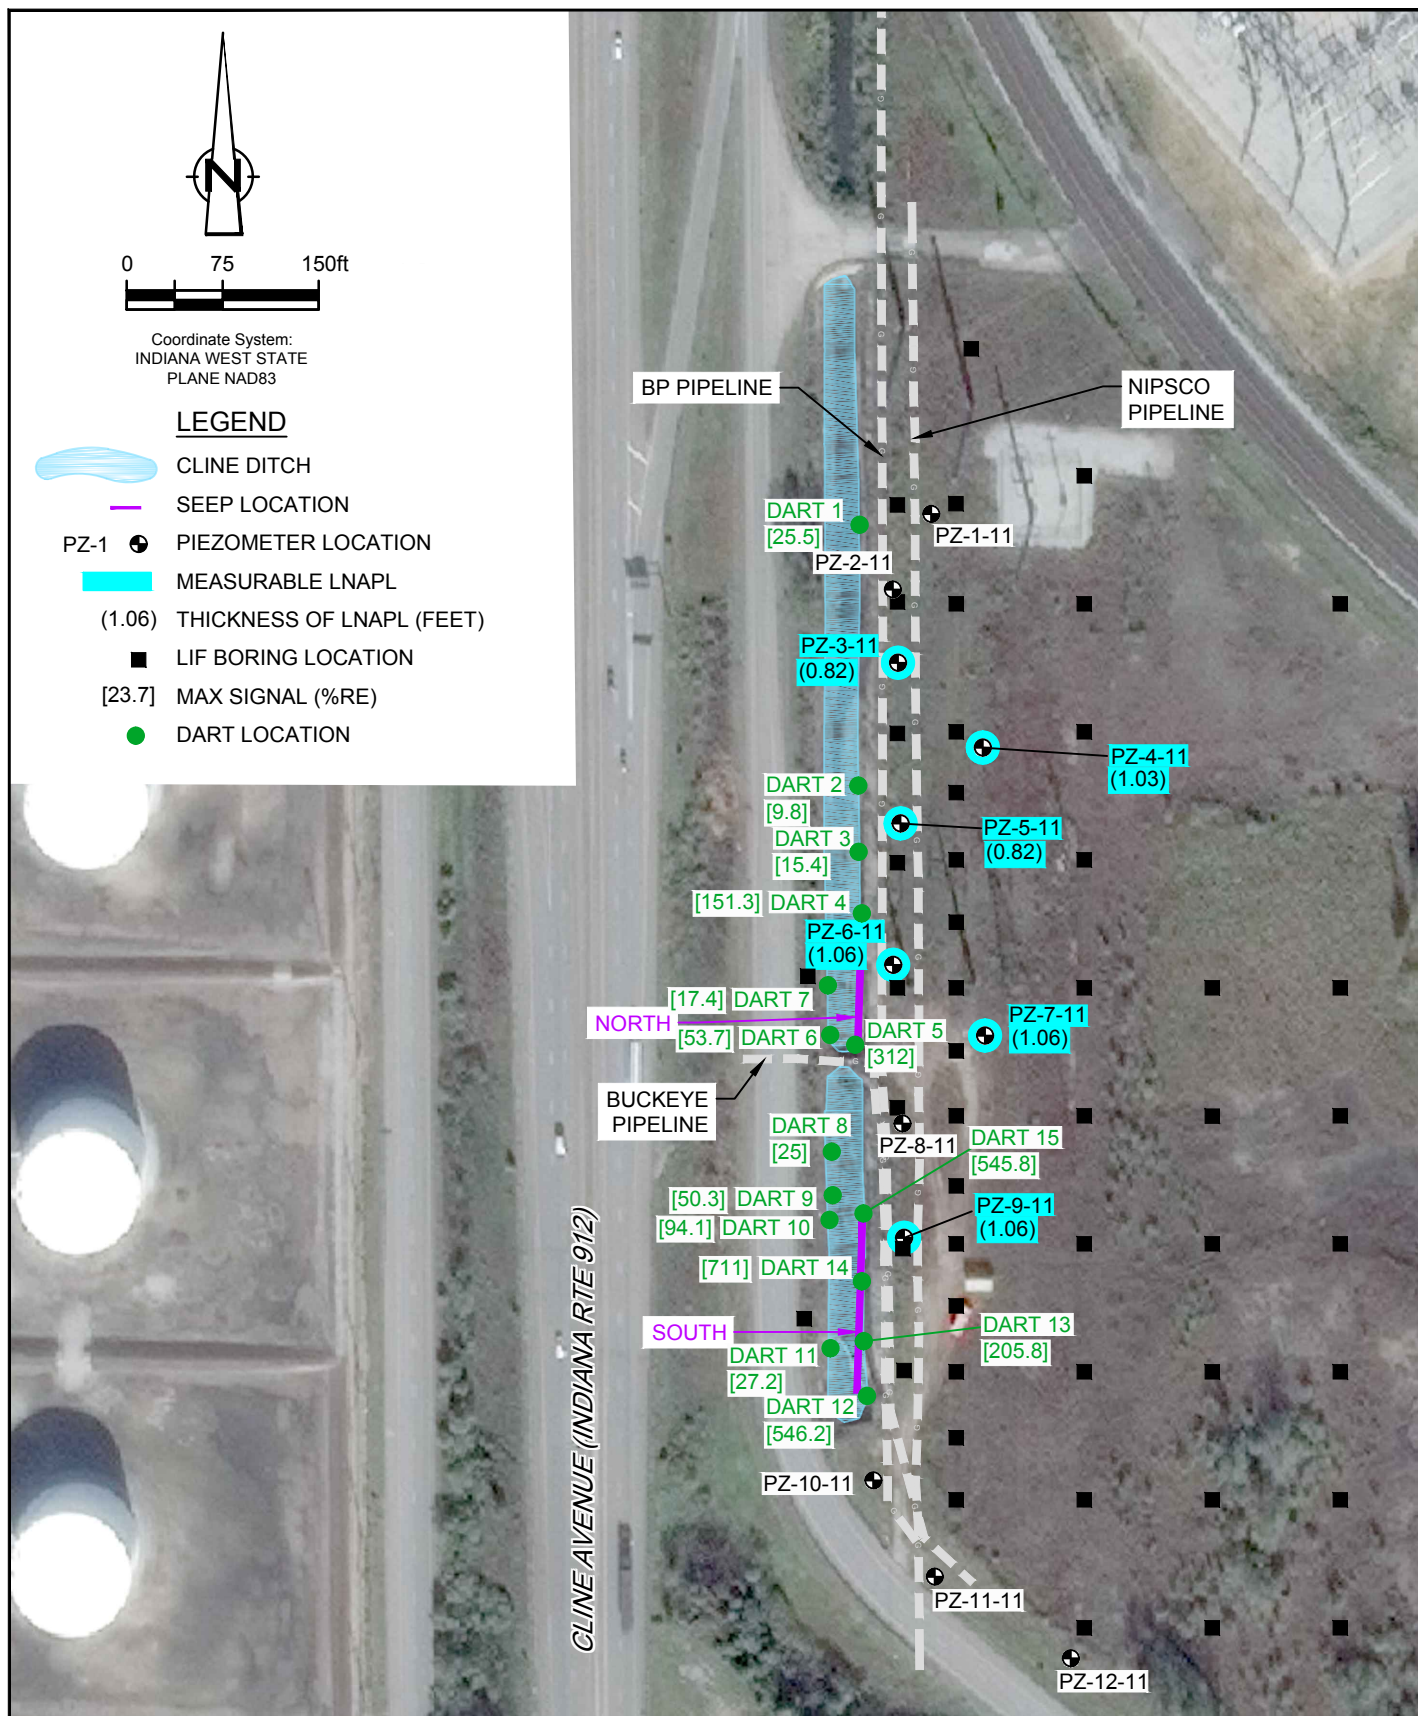 N
0 75 150ft
Coordinate System:
INDIANA WEST STATE
PLANE NAD83
LEGEND
CLINE DITCH
SEEP LOCATION
PZ-1 PIEZOMETER LOCATION
MEASURABLE LNAPL
(1.06) THICKNESS OF LNAPL (FEET)
LIF BORING LOCATION
[23.7] MAX SIGNAL (%RE)
DART LOCATION
BP PIPELINE
NIPSCO
PIPELINE
DART 1
[25.5]
PZ-1-11
PZ-2-11
PZ-3-11
(0.82)
PZ-4-11
(1.03)
DART 2
[9.8]
PZ-5-11
(0.82)
DART 3
[15.4]
[151.3] DART 4
PZ-6-11
(1.06)
[17.4] DART 7
NORTH
[53.7] DART 6
DART 5
[312]
PZ-7-11
(1.06)
BUCKEYE
PIPELINE
DART 8
[25]
PZ-8-11
DART 15
[545.8]
[50.3] DART 9
[94.1] DART 10
PZ-9-11
(1.06)
[711] DART 14
SOUTH
DART 13
[205.8]
DART 11
[27.2]
DART 12
[546.2]
PZ-10-11
PZ-11-11
PZ-12-11
CLINE AVENUE (INDIANA RTE 912)